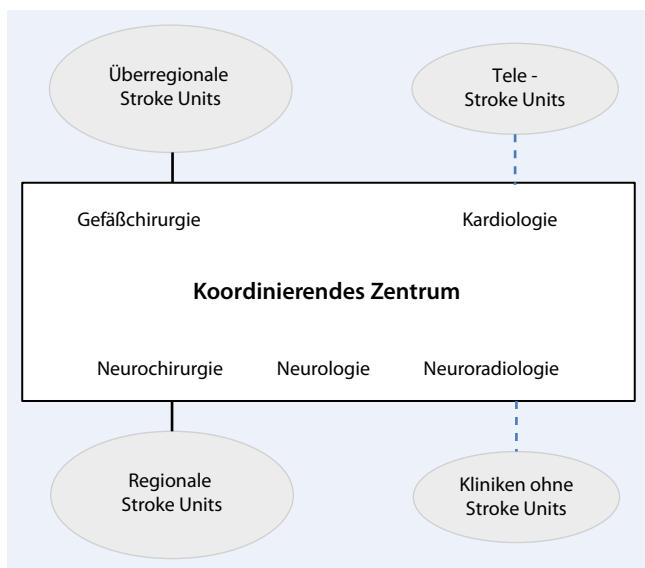 Überregionale
Stroke Units
Tele -
Stroke Units
Gefäßchirurgie
Kardiologie
Koordinierendes Zentrum
Neurochirurgie
Neurologie
Neuroradiologie
Regionale
Stroke Units
Kliniken ohne
Stroke Units